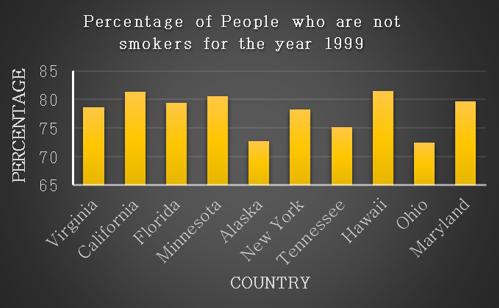 Percentage of People who are not
smokers for the year 1999
PERCENTAGE
85
80
75
70
65
Virginia
California
Florida
Minnesota
Alaska
New York
Tennessee
Hawaii
Ohio
Maryland
COUNTRY